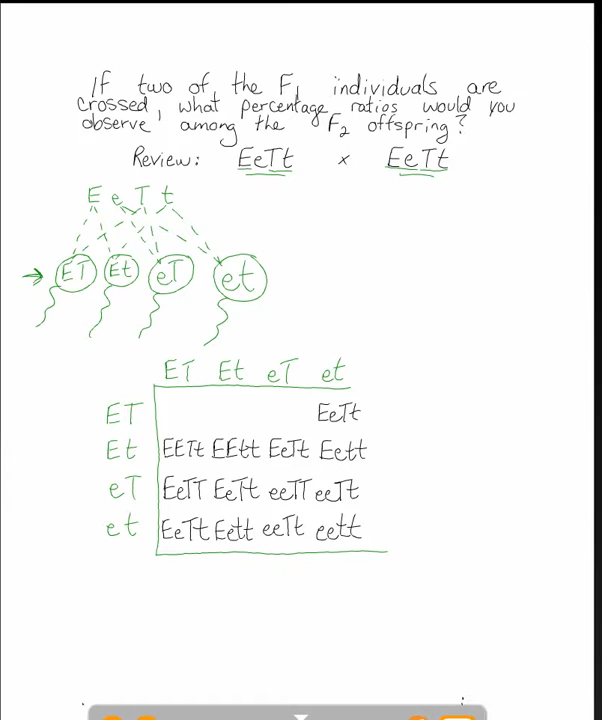 If two of the F₁ individuals are
crossed, what percentage ratios would you
observe, among the F₂ offspring?
Review: EeTt x EeTt
E e T t
ET Et eT et
ET Et eT et
ET EeTt
Et EETt EEtt EeTt Eett
eT EeTT EeTt eeTT eeTt
et EeTt Eett eeTt eett